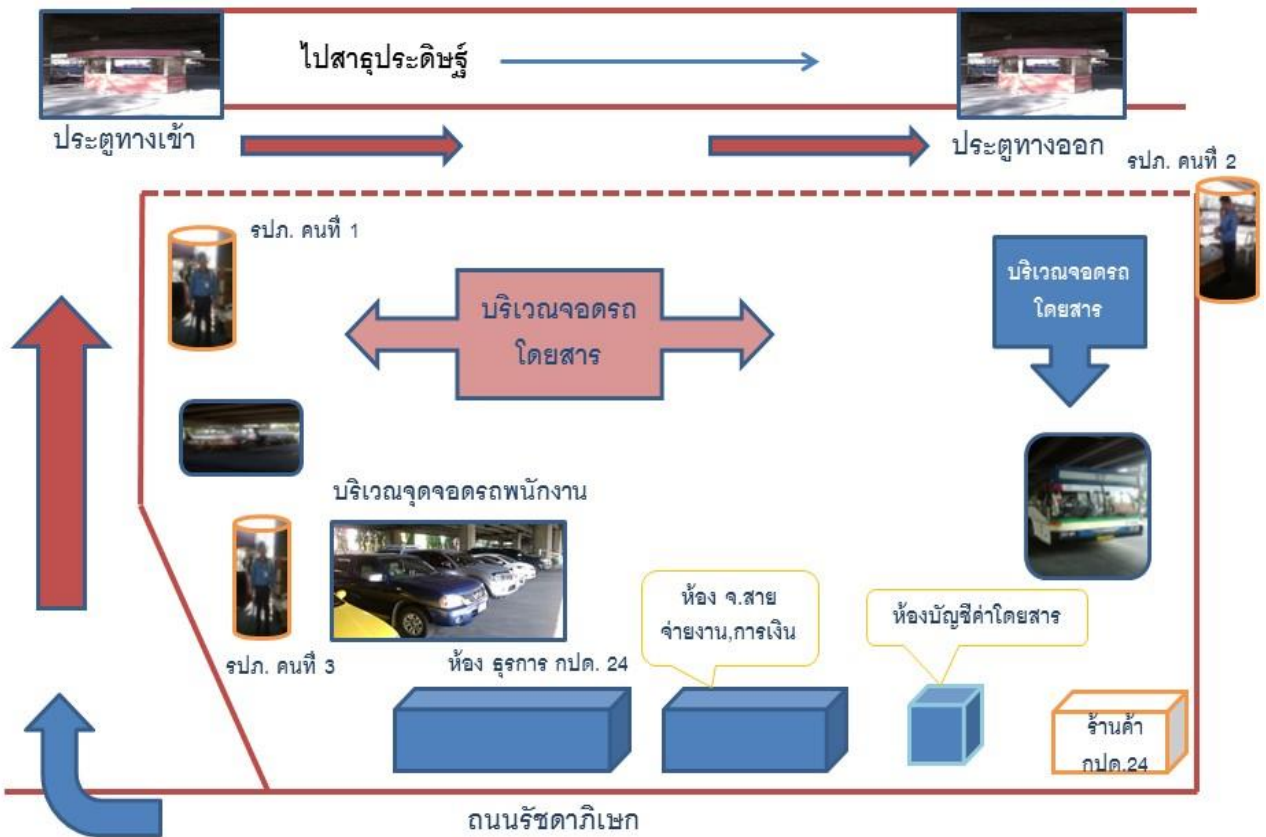 ไปสาธุประดิษฐ์
ประตูทางเข้า
ประตูทางออก
รปภ. คนที่ 2
รปภ. คนที่ 1
บริเวณจอดรถ
โดยสาร
บริเวณจอดรถ
โดยสาร
บริเวณจุดจอดรถพนักงาน
ห้อง จ.สาย
จ่ายงาน,การเงิน
ห้องบัญชีค่าโดยสาร
รปภ. คนที่ 3
ห้อง ธุรการ กปด. 24
ร้านค้า
กปด.24
ถนนรัชดาภิเษก